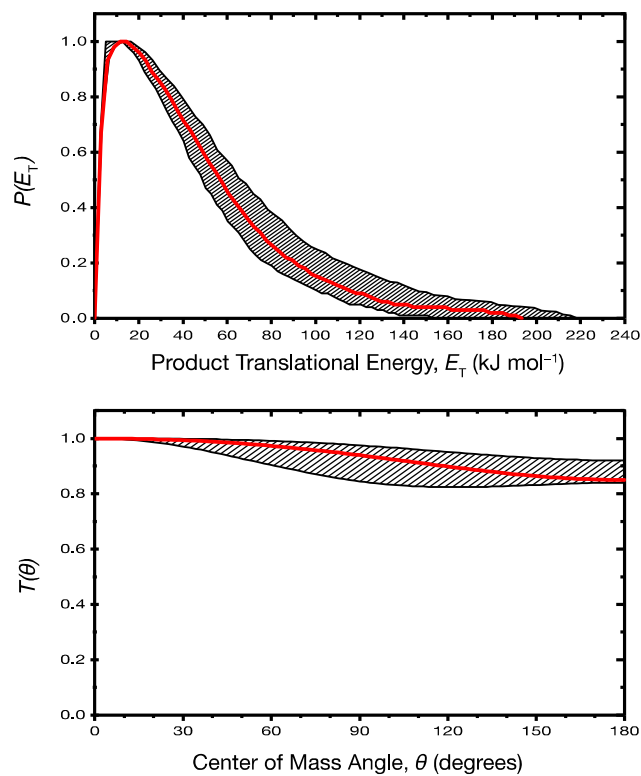 1.0
0.8
0.6
0.4
0.2
0.0
P(E_T)
0 20 40 60 80 100 120 140 160 180 200 220 240
Product Translational Energy, E_T (kJ mol⁻¹)
1.0
0.8
0.6
0.4
0.2
0.0
T(θ)
0 30 60 90 120 150 180
Center of Mass Angle, θ (degrees)